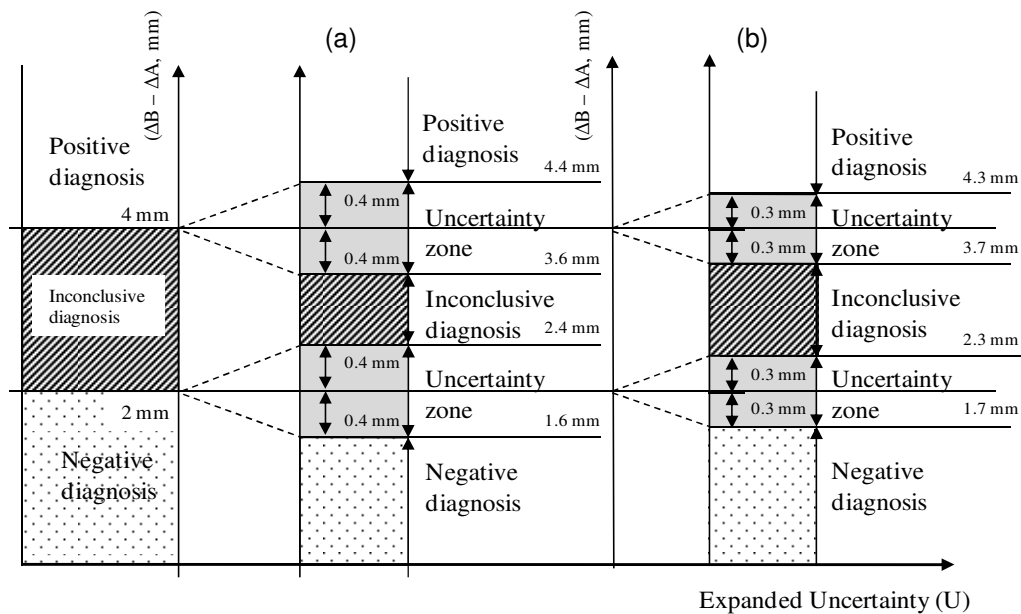 (ΔB – ΔA, mm)
(a)
(ΔB – ΔA, mm)
(b)
Positive
diagnosis
4 mm
Inconclusive
diagnosis
2 mm
Negative
diagnosis
Positive
diagnosis
4.4 mm
0.4 mm
0.4 mm
Uncertainty
zone
3.6 mm
Inconclusive
diagnosis
2.4 mm
0.4 mm
0.4 mm
Uncertainty
zone
1.6 mm
Negative
diagnosis
Positive
diagnosis
4.3 mm
0.3 mm
0.3 mm
Uncertainty
zone
3.7 mm
Inconclusive
diagnosis
2.3 mm
0.3 mm
0.3 mm
Uncertainty
zone
1.7 mm
Negative
diagnosis
Expanded Uncertainty (U)